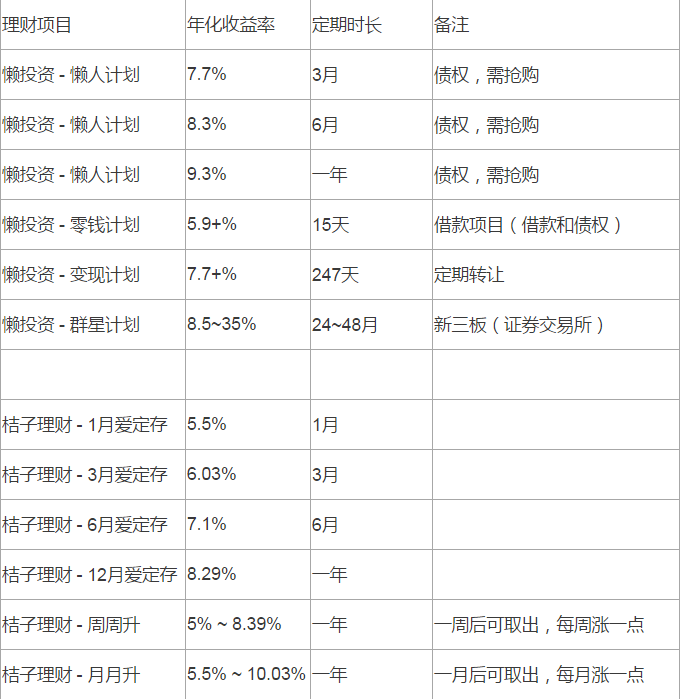 理财项目 年化收益率 定期时长 备注
懒投资 - 懒人计划 7.7% 3月 债权，需抢购
懒投资 - 懒人计划 8.3% 6月 债权，需抢购
懒投资 - 懒人计划 9.3% 一年 债权，需抢购
懒投资 - 零钱计划 5.9+% 15天 借款项目（借款和债权）
懒投资 - 变现计划 7.7+% 247天 定期转让
懒投资 - 群星计划 8.5~35% 24~48月 新三板（证券交易所）
桔子理财 - 1月爱定存 5.5% 1月
桔子理财 - 3月爱定存 6.03% 3月
桔子理财 - 6月爱定存 7.1% 6月
桔子理财 - 12月爱定存 8.29% 一年
桔子理财 - 周周升 5% ~ 8.39% 一年 一周后可取出，每周涨一点
桔子理财 - 月月升 5.5% ~ 10.03% 一年 一月后可取出，每月涨一点